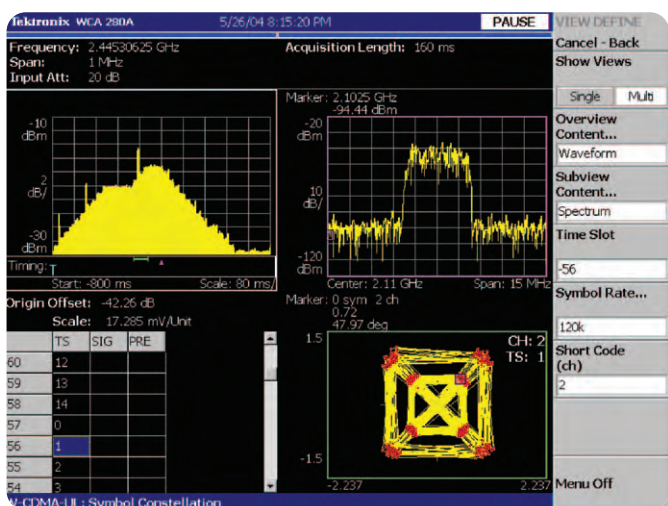 Tektronix WCA 280A 5/26/04 8:15:20 PM PAUSE
VIEW DEFINE
Frequency: 2.44530625 GHz
Span: 1 MHz
Input Att: 20 dB
Acquisition Length: 160 ms
Cancel - Back
Show Views
Single Multi
Overview
Content...
Waveform
Subview
Content...
Spectrum
Time Slot
-56
Symbol Rate...
120k
Short Code
(ch)
2
Menu Off
-10
dBm
2
dB/
-30
dBm
Timing: T
Start: -800 ms Scale: 80 ms/
Marker: 2.1025 GHz
-94.44 dBm
-20
dBm
10
dB/
-120
dBm
Center: 2.11 GHz Span: 15 MHz
Origin Offset: -42.26 dB
Scale: 17.285 mV/Unit
TS SIG PRE
60 12
59 13
58 14
57 0
56 1
55 2
54 3
Marker: 0 sym 2 ch
0.72
47.97 deg
1.5
CH: 2
TS: 1
-1.5
-2.237 2.237
W-CDMA-UL : Symbol Constellation